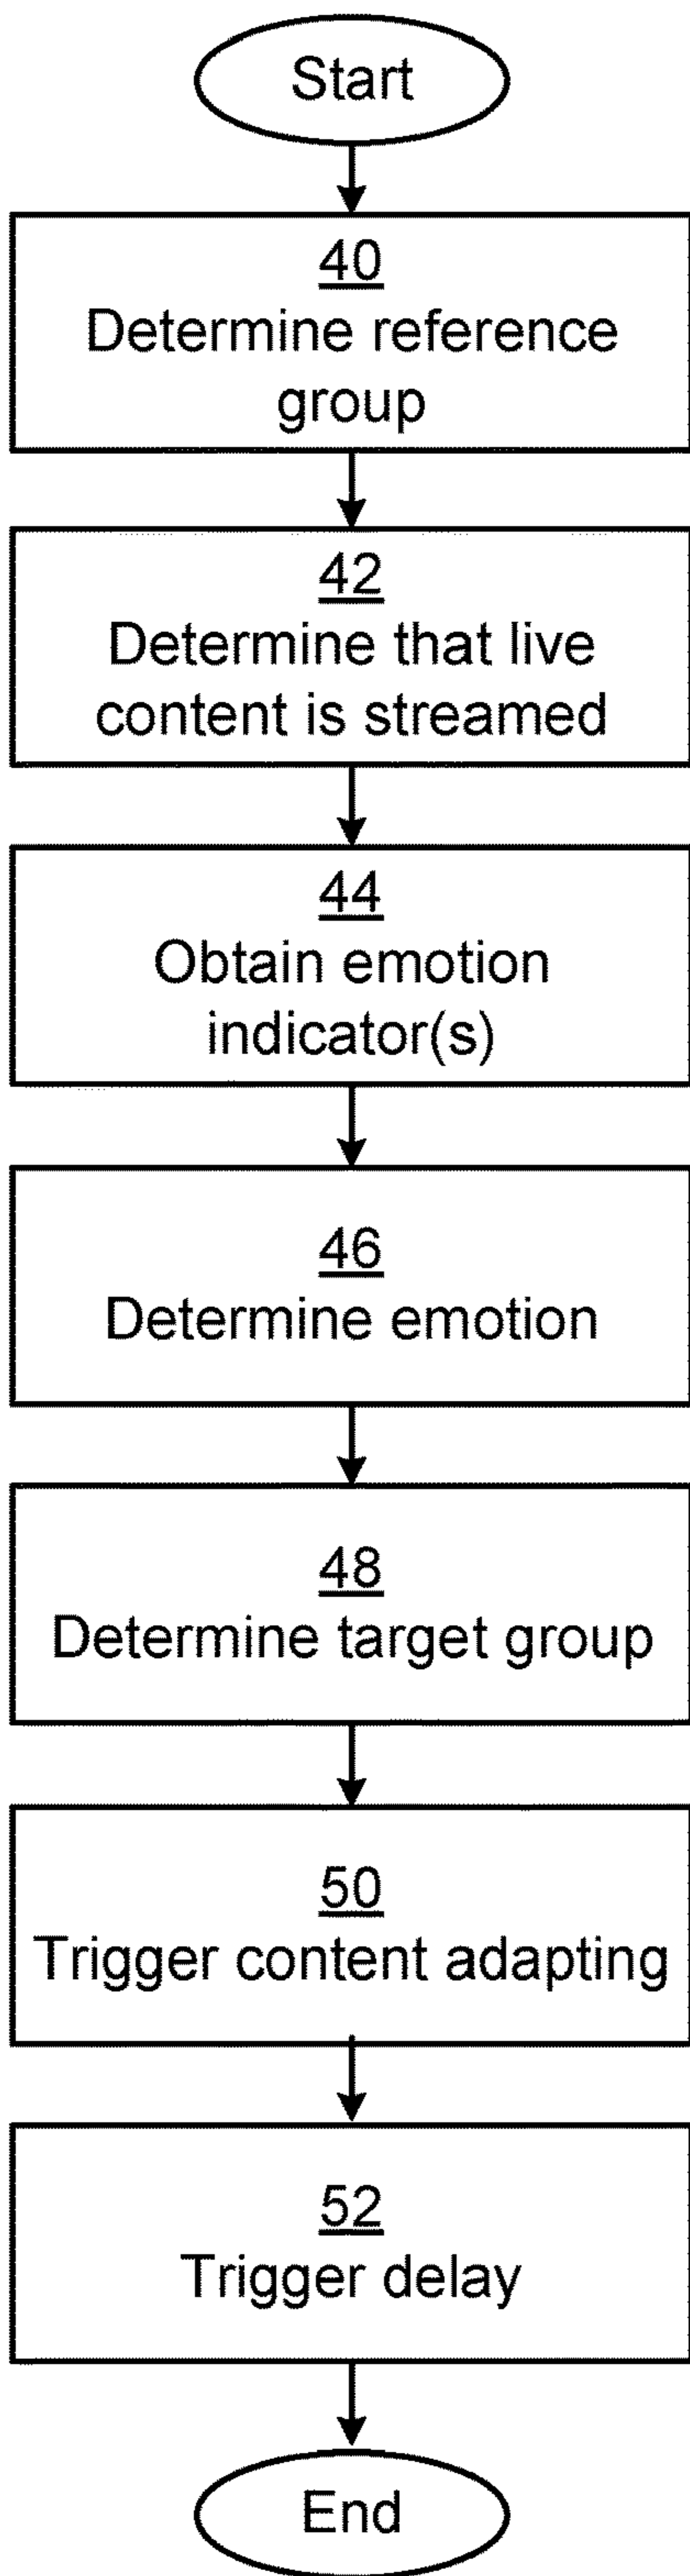 Start
40
Determine reference
group
42
Determine that live
content is streamed
44
Obtain emotion
indicator(s)
46
Determine emotion
48
Determine target group
50
Trigger content adapting
52
Trigger delay
End